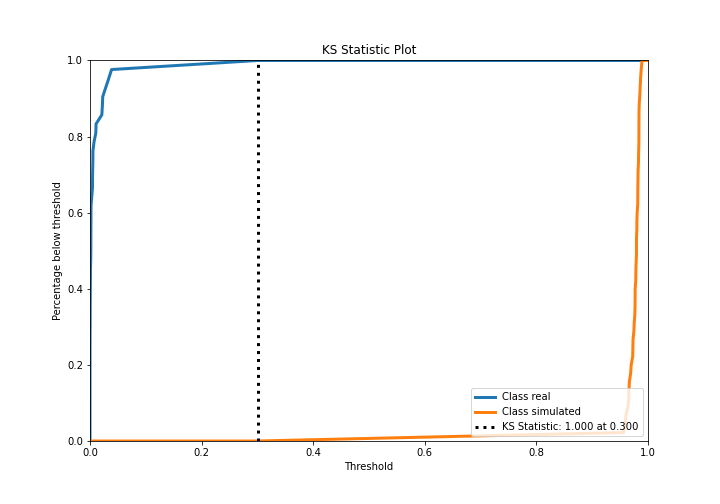 KS Statistic Plot
1.0
0.8
0.6
0.4
0.2
0.0
Percentage below threshold
0.0 0.2 0.4 0.6 0.8 1.0
Threshold
Class real
Class simulated
KS Statistic: 1.000 at 0.300